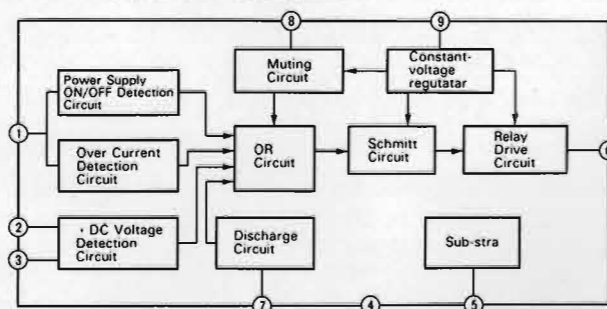 8
9
Power Supply
ON/OFF Detection
Circuit
Muting
Circuit
Constant-
voltage
regutatar
1
Over Current
Detection
Circuit
OR
Circuit
Schmitt
Circuit
Relay
Drive
Circuit
6
2
3
· DC Voltage
Detection
Circuit
Discharge
Circuit
Sub-stra
7
4
5